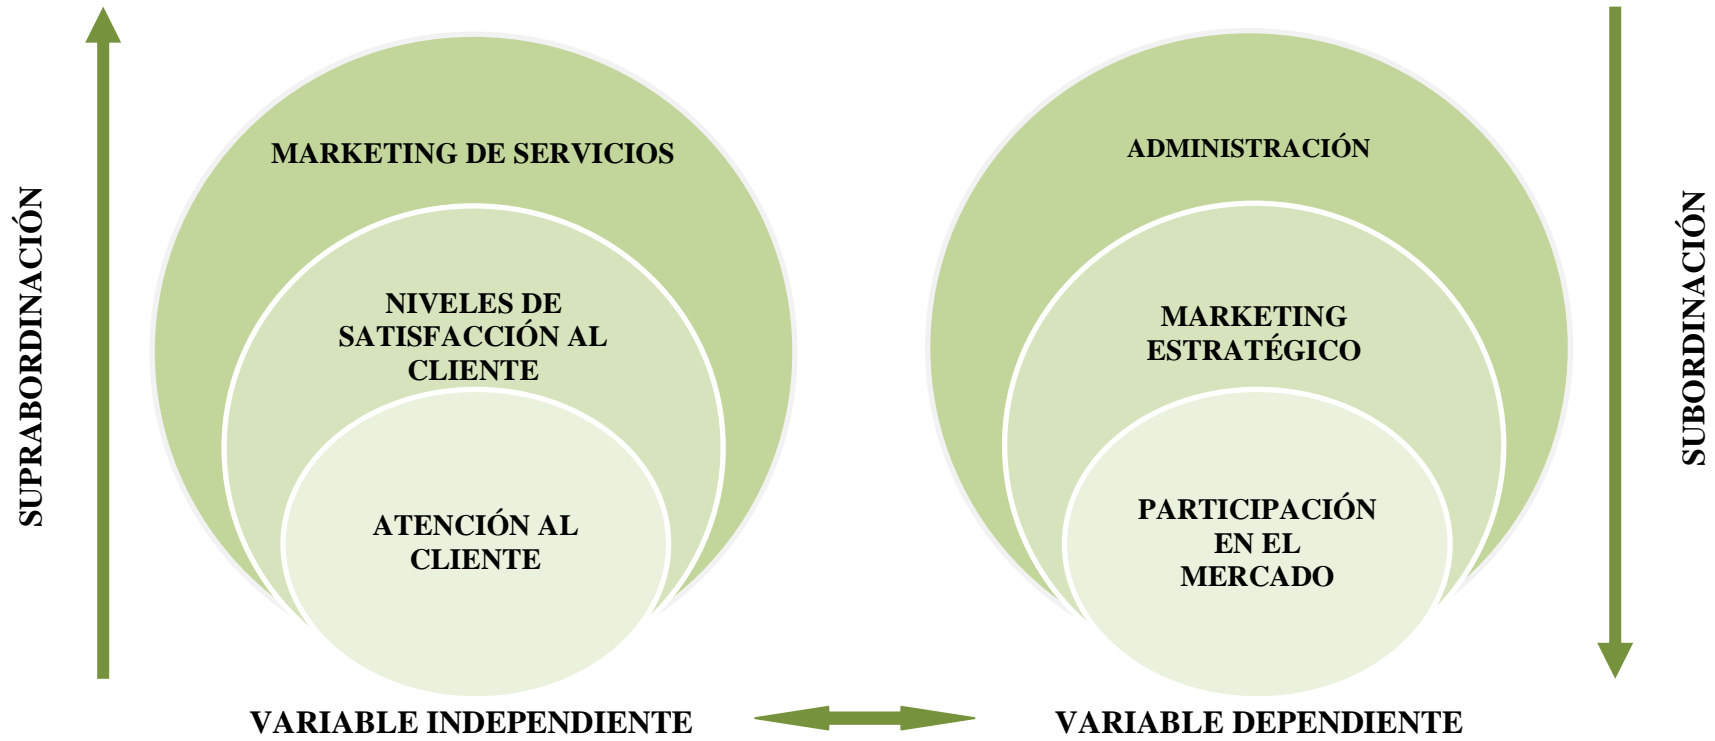 SUPRABORDINACIÓN
MARKETING DE SERVICIOS
NIVELES DE
SATISFACCIÓN AL
CLIENTE
ATENCIÓN AL
CLIENTE
VARIABLE INDEPENDIENTE
ADMINISTRACIÓN
MARKETING
ESTRATÉGICO
PARTICIPACIÓN
EN EL
MERCADO
VARIABLE DEPENDIENTE
SUBORDINACIÓN